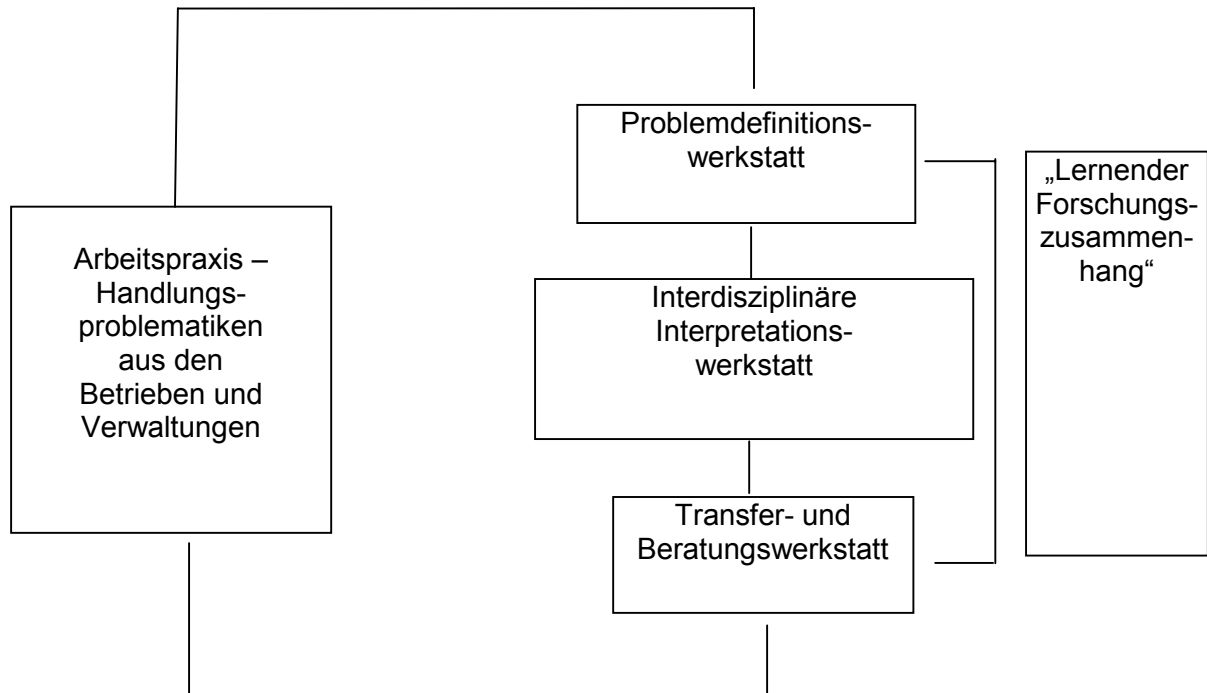 Problemdefinitions-
werkstatt
„Lernender
Forschungs-
zusammen-
hang“
Arbeitspraxis –
Handlungs-
problematiken
aus den
Betrieben und
Verwaltungen
Interdisziplinäre
Interpretations-
werkstatt
Transfer- und
Beratungswerkstatt